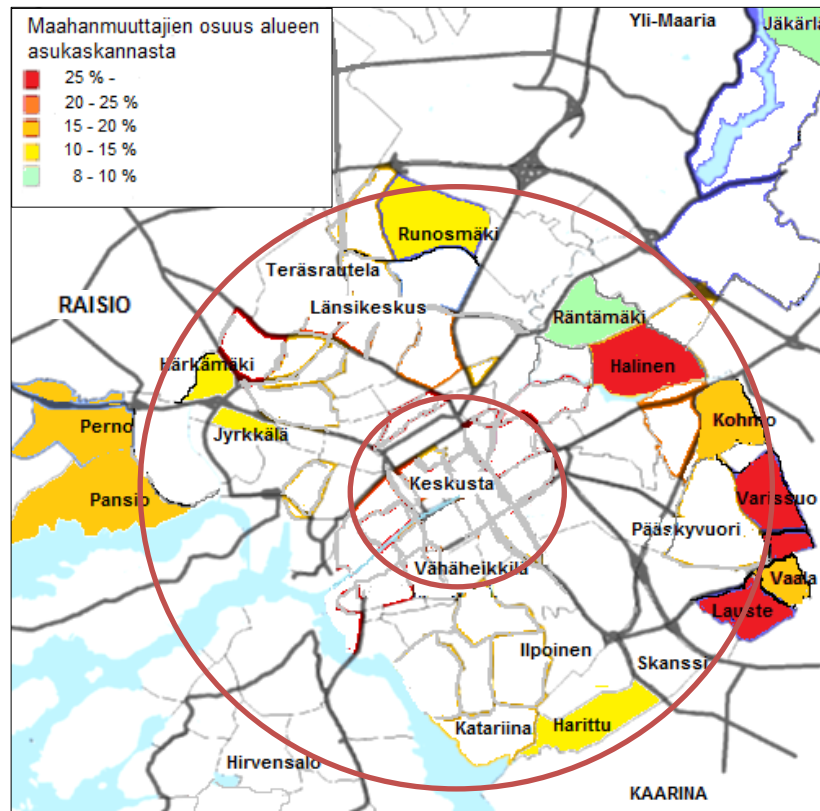 Maahanmuuttajien osuus alueen
asukaskannasta
25 % -
20 - 25 %
15 - 20 %
10 - 15 %
8 - 10 %
Yli-Maaria
Jäkärlä
Runosmäki
Teräsrautela
RAISIO
Länsikeskus
Räntämäki
Härkämäki
Halinen
Perno
Jyrkkälä
Kohmo
Keskusta
Pansio
Varissuo
Pääskyvuori
Vähäheikkilä
Vaala
Lauste
Ilpoinen
Skanssi
Katariina
Harittu
Hirvensalo
KAARINA